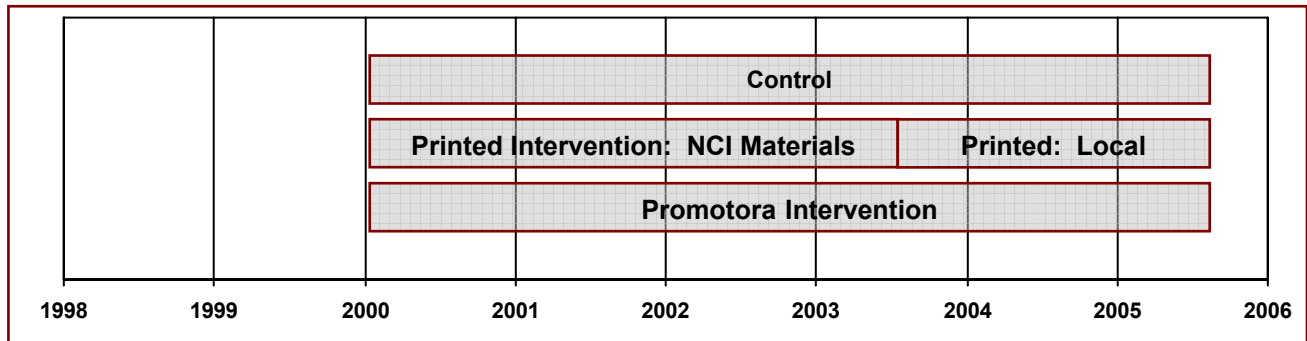 Control
Printed Intervention: NCI Materials Printed: Local
Promotora Intervention
1998 1999 2000 2001 2002 2003 2004 2005 2006